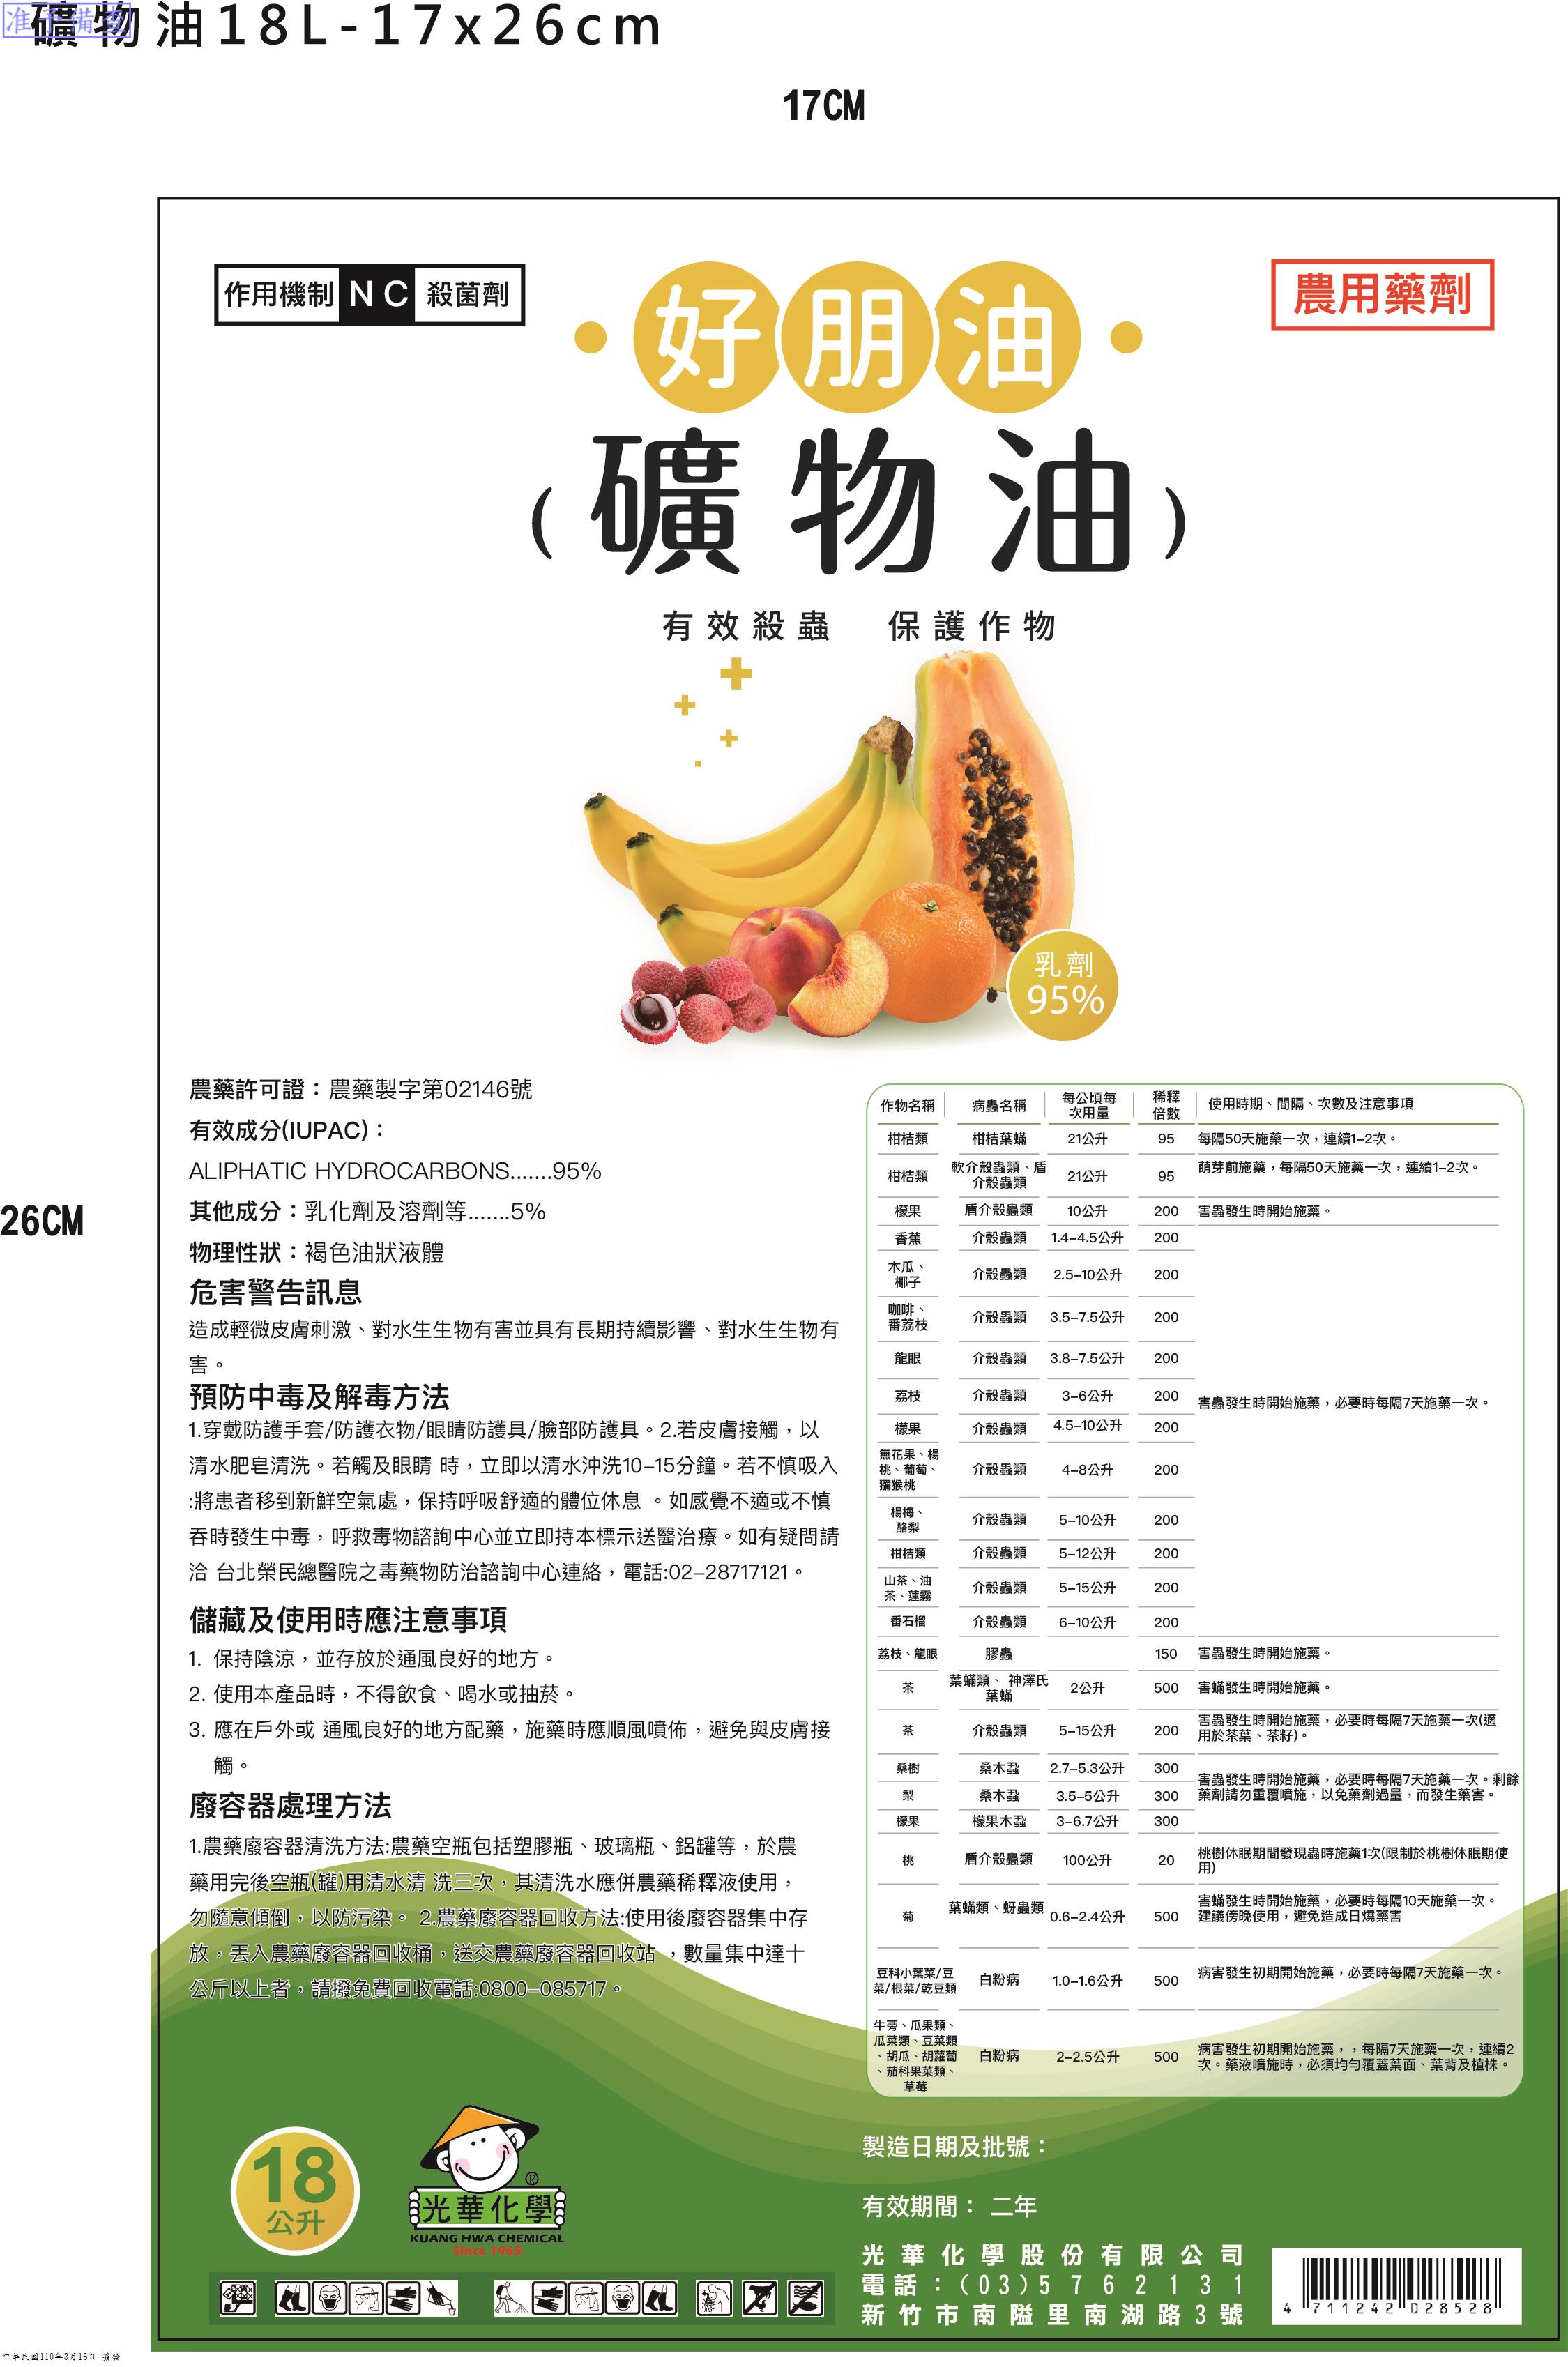 准予備查
礦物油18L-17x26cm
17CM
26CM
作用機制 NC 殺菌劑
好朋油
農用藥劑
(礦物油)
有效殺蟲 保護作物
乳劑
95%
農藥許可證：農藥製字第02146號
有效成分(IUPAC)：
ALIPHATIC HYDROCARBONS.......95%
其他成分：乳化劑及溶劑等.......5%
物理性狀：褐色油狀液體
危害警告訊息
造成輕微皮膚刺激、對水生生物有害並具有長期持續影響、對水生生物有
害。
預防中毒及解毒方法
1.穿戴防護手套/防護衣物/眼睛防護具/臉部防護具。2.若皮膚接觸，以
清水肥皂清洗。若觸及眼睛 時，立即以清水沖洗10–15分鐘。若不慎吸入
:將患者移到新鮮空氣處，保持呼吸舒適的體位休息 。如感覺不適或不慎
吞時發生中毒，呼救毒物諮詢中心並立即持本標示送醫治療。如有疑問請
洽 台北榮民總醫院之毒藥物防治諮詢中心連絡，電話:02–28717121。
儲藏及使用時應注意事項
1. 保持陰涼，並存放於通風良好的地方。
2. 使用本產品時，不得飲食、喝水或抽菸。
3. 應在戶外或 通風良好的地方配藥，施藥時應順風噴佈，避免與皮膚接
觸。
廢容器處理方法
1.農藥廢容器清洗方法:農藥空瓶包括塑膠瓶、玻璃瓶、鋁罐等，於農
藥用完後空瓶(罐)用清水清 洗三次，其清洗水應併農藥稀釋液使用，
勿隨意傾倒，以防污染。 2.農藥廢容器回收方法:使用後廢容器集中存
放，丟入農藥廢容器回收桶，送交農藥廢容器回收站 ，數量集中達十
公斤以上者，請撥免費回收電話:0800–085717。
作物名稱 病蟲名稱 每公頃每 稀釋 使用時期、間隔、次數及注意事項
次用量 倍數
柑桔類 柑桔葉蟎 21公升 95 每隔50天施藥一次，連續1–2次。
柑桔類 軟介殼蟲類、盾 21公升 95 萌芽前施藥，每隔50天施藥一次，連續1–2次。
介殼蟲類
檬果 盾介殼蟲類 10公升 200 害蟲發生時開始施藥。
香蕉 介殼蟲類 1.4–4.5公升 200
木瓜、
椰子 介殼蟲類 2.5–10公升 200
咖啡、
番荔枝 介殼蟲類 3.5–7.5公升 200
龍眼 介殼蟲類 3.8–7.5公升 200
荔枝 介殼蟲類 3–6公升 200 害蟲發生時開始施藥，必要時每隔7天施藥一次。
檬果 介殼蟲類 4.5–10公升 200
無花果、楊
桃、葡萄、 介殼蟲類 4–8公升 200
獼猴桃
楊梅、
酪梨 介殼蟲類 5–10公升 200
柑桔類 介殼蟲類 5–12公升 200
山茶、油
茶、蓮霧 介殼蟲類 5–15公升 200
番石榴 介殼蟲類 6–10公升 200
荔枝、龍眼 膠蟲 150 害蟲發生時開始施藥。
茶 葉蟎類、 神澤氏 2公升 500 害蟎發生時開始施藥。
葉蟎
茶 介殼蟲類 5–15公升 200 害蟲發生時開始施藥，必要時每隔7天施藥一次(適
用於茶葉、茶籽)。
桑樹 桑木蝨 2.7–5.3公升 300
害蟲發生時開始施藥，必要時每隔7天施藥一次。剩餘
梨 桑木蝨 3.5–5公升 300 藥劑請勿重覆噴施，以免藥劑過量，而發生藥害。
檬果 檬果木蝨 3–6.7公升 300
桃 盾介殼蟲類 100公升 20 桃樹休眠期間發現蟲時施藥1次(限制於桃樹休眠期使
用)
菊 葉蟎類、蚜蟲類 0.6–2.4公升 500 害蟎發生時開始施藥，必要時每隔10天施藥一次。
建議傍晚使用，避免造成日燒藥害
豆科小葉菜/豆
菜/根菜/乾豆類 白粉病 1.0–1.6公升 500 病害發生初期開始施藥，必要時每隔7天施藥一次。
牛蒡、瓜果類、
瓜菜類、豆菜類
、胡瓜、胡蘿蔔 白粉病 2–2.5公升 500 病害發生初期開始施藥，，每隔7天施藥一次，連續2
、茄科果菜類、 次。藥液噴施時，必須均勻覆蓋葉面、葉背及植株。
草莓
18
公升
®
光華化學
KUANG HWA CHEMICAL
Since 1965
製造日期及批號：
有效期間： 二年
光華化學股份有限公司
電話：(03)5762131
新竹市南隘里南湖路3號
4 711242 028528
中華民國110年3月16日 簽發